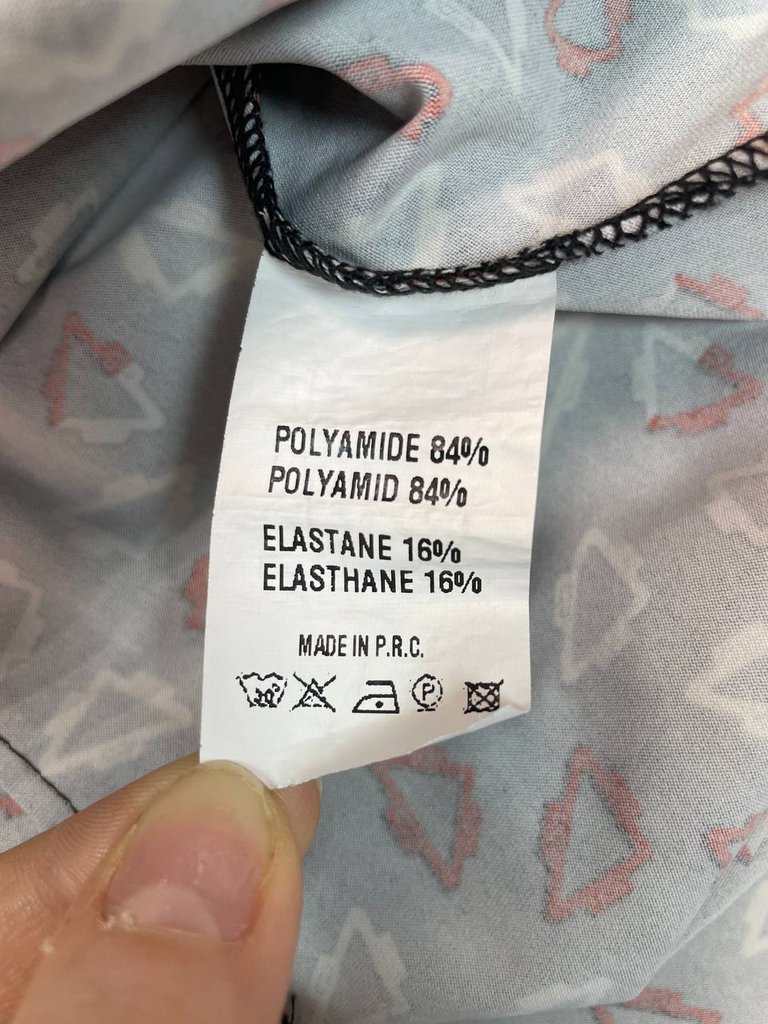 POLYAMIDE 84%
POLYAMID 84%
ELASTANE 16%
ELASTHANE 16%
MADE IN P.R.C.
30° P